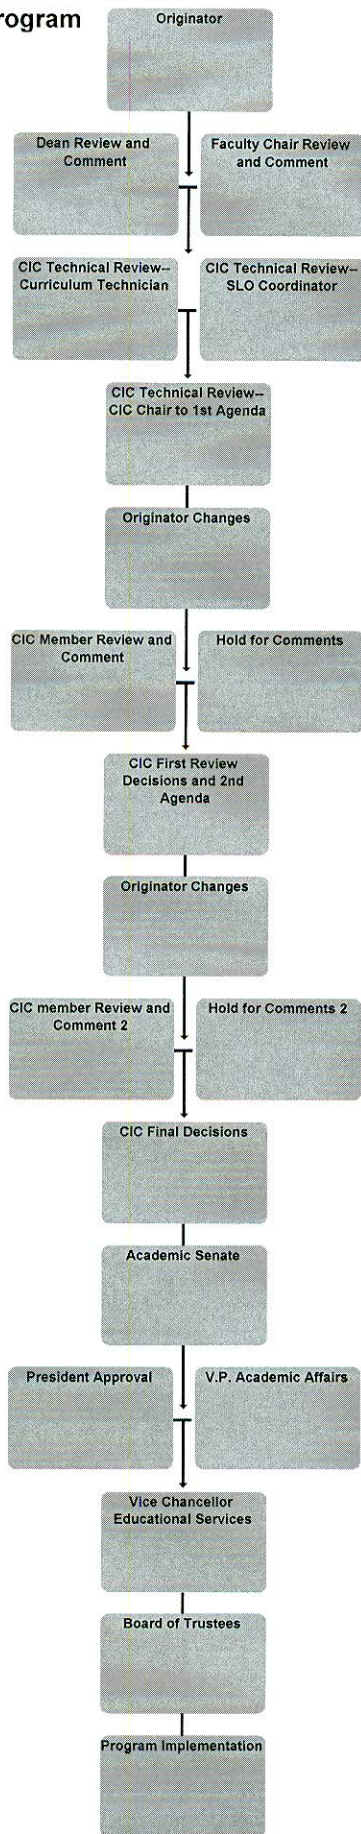 rogram
Originator
Dean Review and
Comment
Faculty Chair Review
and Comment
CIC Technical Review--
Curriculum Technician
CIC Technical Review--
SLO Coordinator
CIC Technical Review--
CIC Chair to 1st Agenda
Originator Changes
CIC Member Review and
Comment
Hold for Comments
CIC First Review
Decisions and 2nd
Agenda
Originator Changes
CIC member Review and
Comment 2
Hold for Comments 2
CIC Final Decisions
Academic Senate
President Approval
V.P. Academic Affairs
Vice Chancellor
Educational Services
Board of Trustees
Program Implementation